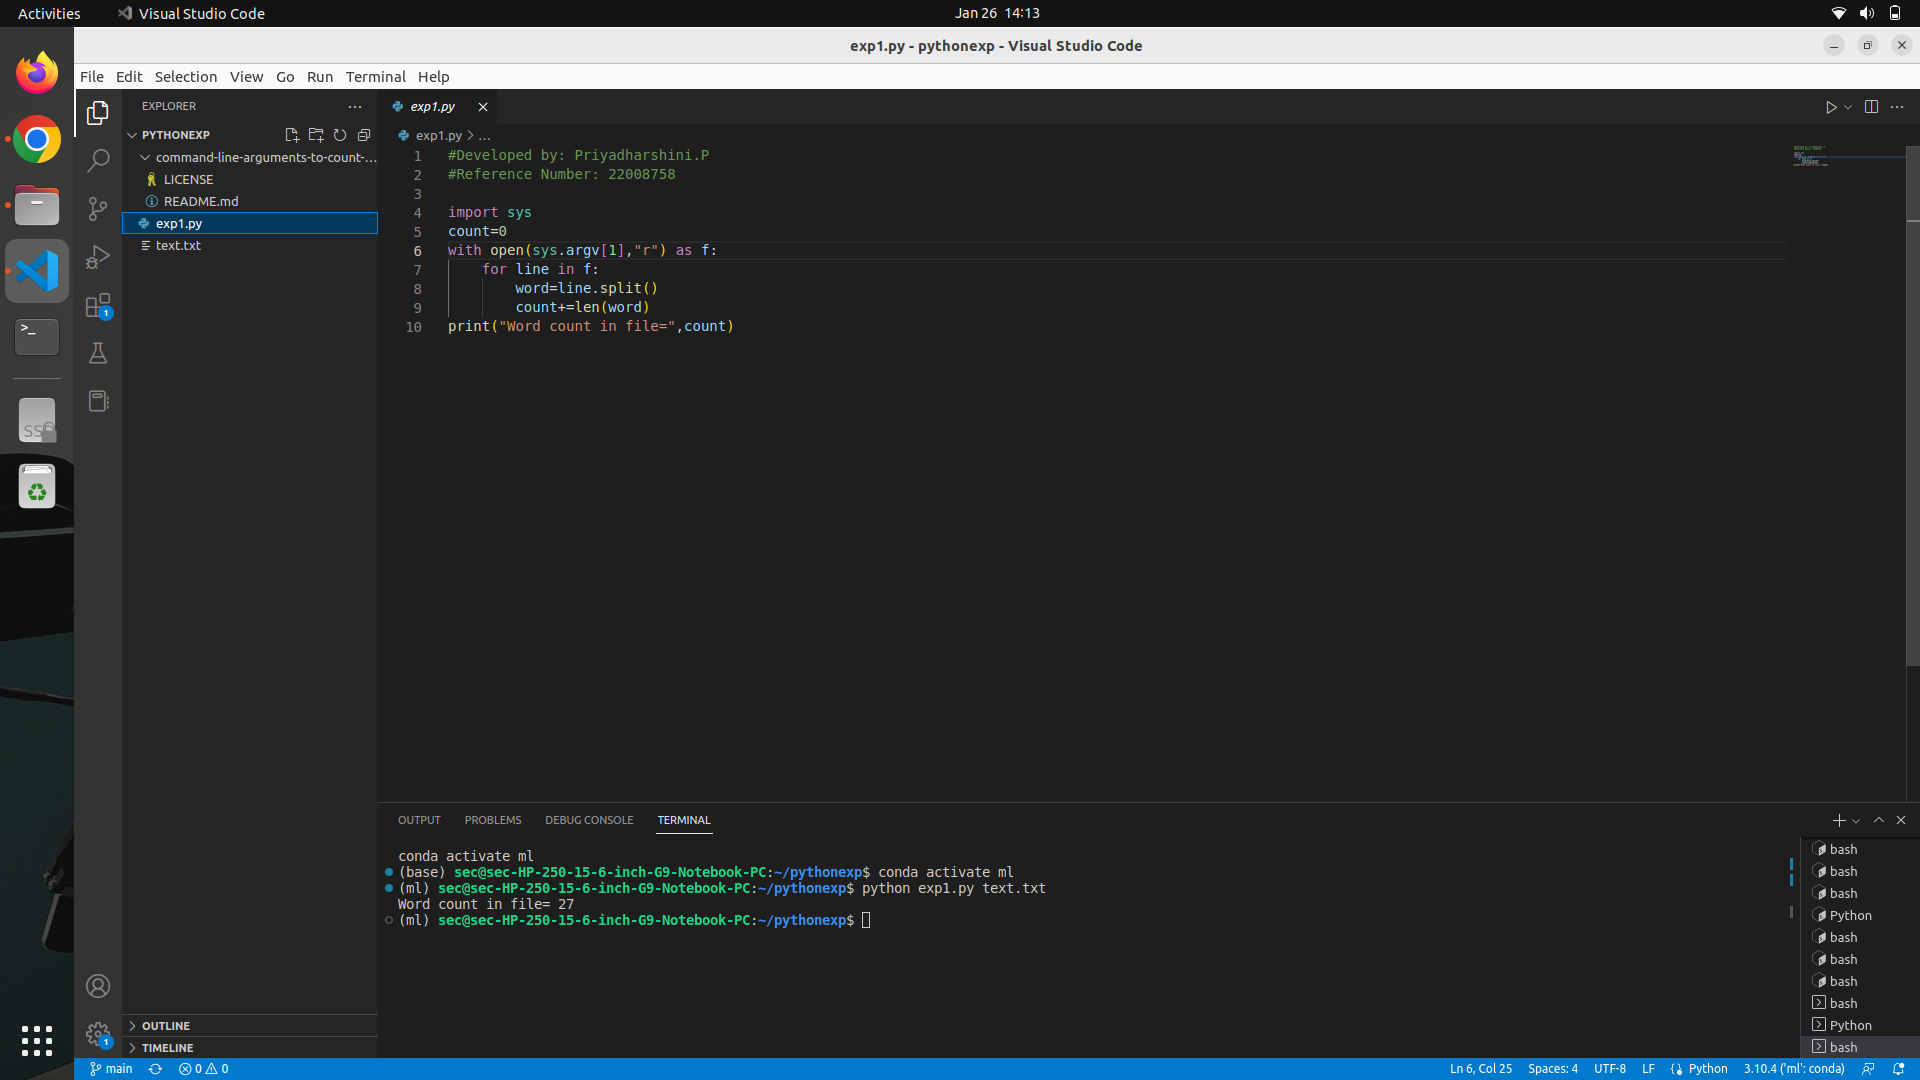 Activities
Visual Studio Code
Jan 26 14:13
exp1.py - pythonexp - Visual Studio Code
File Edit Selection View Go Run Terminal Help
EXPLORER
PYTHONEXP
command-line-arguments-to-count-...
LICENSE
README.md
exp1.py
text.txt
OUTLINE
TIMELINE
exp1.py
exp1.py > ...
1 #Developed by: Priyadharshini.P
2 #Reference Number: 22008758
3
4 import sys
5 count=0
6 with open(sys.argv[1],"r") as f:
7     for line in f:
8         word=line.split()
9         count+=len(word)
10 print("Word count in file=",count)
OUTPUT PROBLEMS DEBUG CONSOLE TERMINAL
conda activate ml
(base) sec@sec-HP-250-15-6-inch-G9-Notebook-PC:~/pythonexp$ conda activate ml
(ml) sec@sec-HP-250-15-6-inch-G9-Notebook-PC:~/pythonexp$ python exp1.py text.txt
Word count in file= 27
(ml) sec@sec-HP-250-15-6-inch-G9-Notebook-PC:~/pythonexp$
bash
bash
bash
Python
bash
bash
bash
bash
Python
bash
1
1
SS
>_
main
0 0
Ln 6, Col 25 Spaces: 4 UTF-8 LF Python 3.10.4 ('ml': conda)